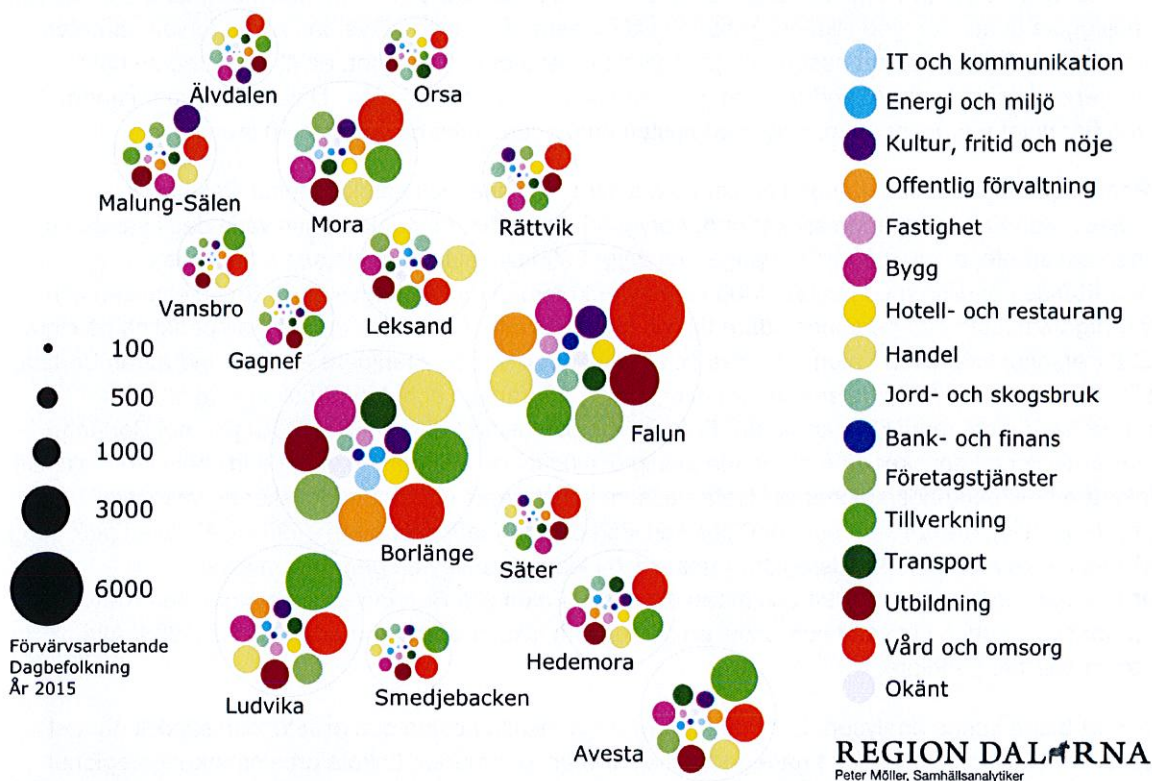 Älvdalen
Orsa
Malung-Sälen
Mora
Rättvik
Vansbro
Leksand
Gagnef
Falun
Borlänge
Säter
Hedemora
Ludvika
Smedjebacken
Avesta
100
500
1000
3000
6000
Förvärvsarbetande
Dagbefolkning
År 2015
IT och kommunikation
Energi och miljö
Kultur, fritid och nöje
Offentlig förvaltning
Fastighet
Bygg
Hotell- och restaurang
Handel
Jord- och skogsbruk
Bank- och finans
Företagstjänster
Tillverkning
Transport
Utbildning
Vård och omsorg
Okänt
REGION DALARNA
Peter Möller, Samhällsanalytiker